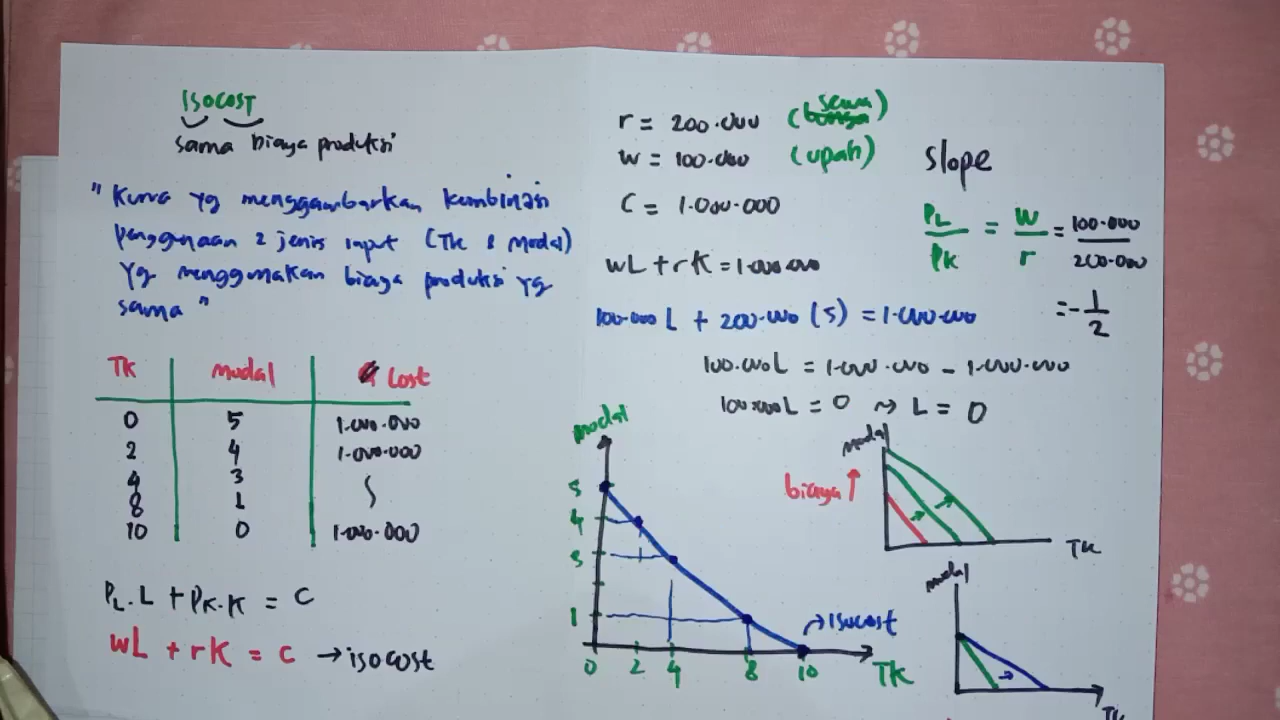 ISOCOST
sama biaya produksi
" Kurva yg menggambarkan kombinasi
penggunaan 2 jenis input (TK & Modal)
Yg menggunakan biaya produksi yg
sama "
TK modal Cost
0 5 1.000.000
2 4 1.000.000
4 3
8 1
10 0 1.000.000
PL.L + PK.K = C
WL + rK = C → isocost
r = 200.000 (sewa)
W = 100.000 (upah)
C = 1.000.000
WL + rK = 1.000.000
100.000 L + 200.000 (5) = 1.000.000
100.000L = 1.000.000 - 1.000.000
100.000L = 0 ~> L = 0
Slope
PL/PK = W/r = 100.000/200.000
= - 1/2
modal
5
4
3
1
0 2 4 8 10 TK
isocost
modal
biaya ↑
TK
modal
TK